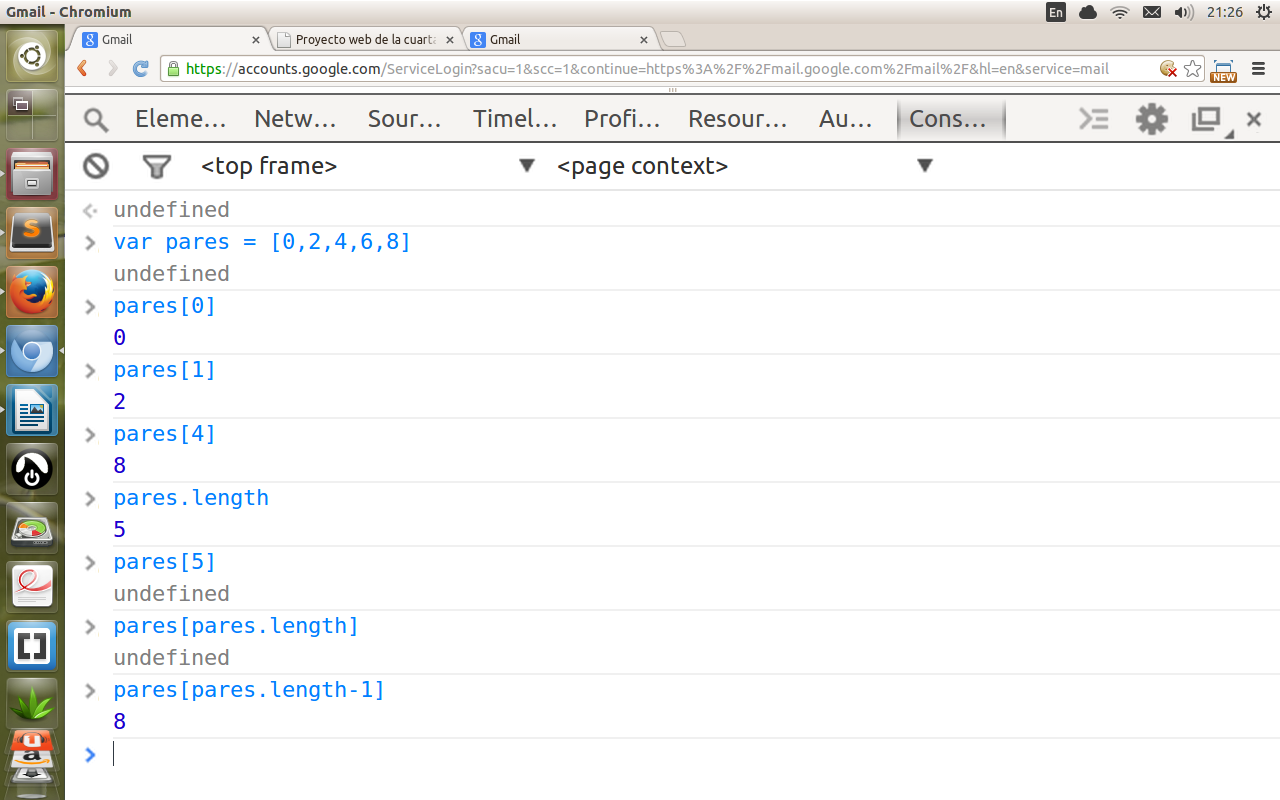 Gmail - Chromium
En
21:26
Gmail
Proyecto web de la cuarta
Gmail
https://accounts.google.com/ServiceLogin?sacu=1&scc=1&continue=https%3A%2F%2Fmail.google.com%2Fmail%2F&hl=en&service=mail
NEW
Eleme… Netw… Sour… Timel… Profi… Resour… Au… Cons…
<top frame> <page context>
undefined
var pares = [0,2,4,6,8]
undefined
pares[0]
0
pares[1]
2
pares[4]
8
pares.length
5
pares[5]
undefined
pares[pares.length]
undefined
pares[pares.length-1]
8